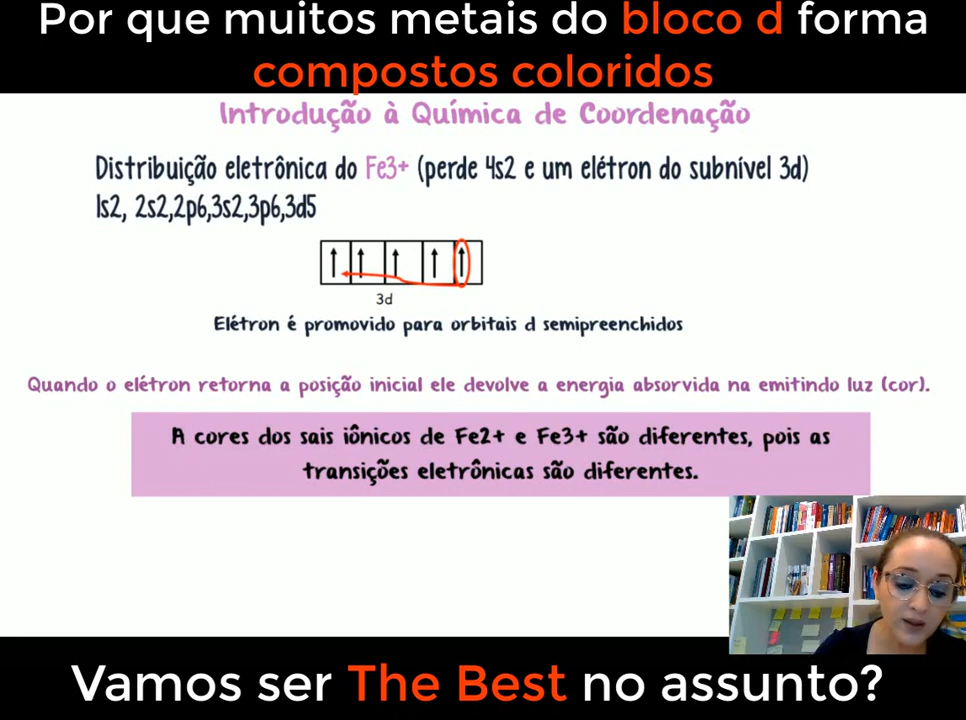 Por que muitos metais do bloco d forma
compostos coloridos
Introdução à Química de Coordenação
Distribuição eletrônica do Fe3+ (perde 4s2 e um elétron do subnível 3d)
1s2, 2s2,2p6,3s2,3p6,3d5
3d
Elétron é promovido para orbitais d semipreenchidos
Quando o elétron retorna a posição inicial ele devolve a energia absorvida na emitindo luz (cor).
A cores dos sais iônicos de Fe2+ e Fe3+ são diferentes, pois as
transições eletrônicas são diferentes.
Vamos ser The Best no assunto?